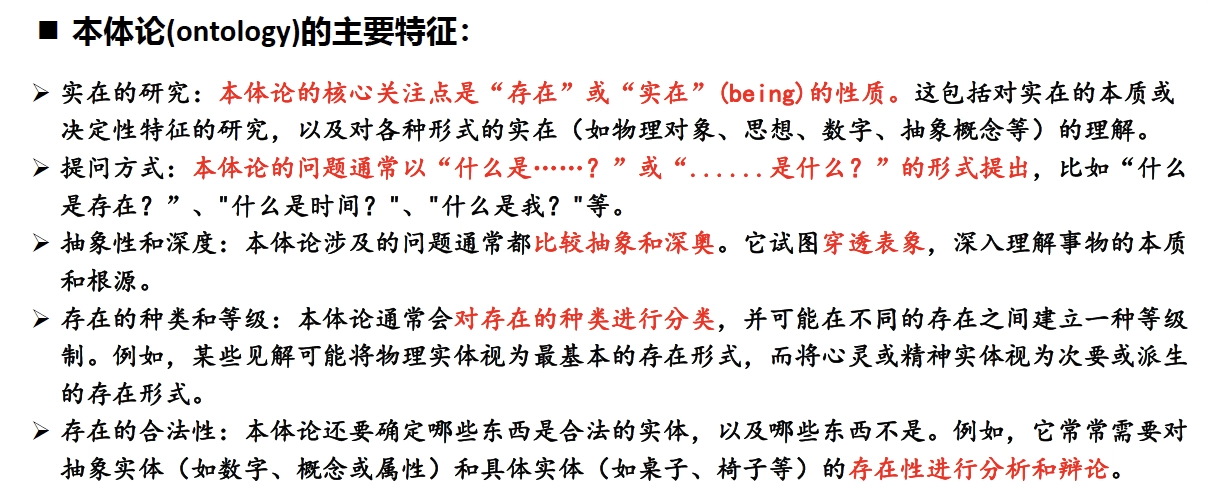 ■ 本体论(ontology)的主要特征：
➢ 实在的研究：本体论的核心关注点是“存在”或“实在”(being)的性质。这包括对实在的本质或
决定性特征的研究，以及对各种形式的实在（如物理对象、思想、数字、抽象概念等）的理解。
➢ 提问方式：本体论的问题通常以“什么是……？”或“......是什么？”的形式提出，比如“什么
是存在？”、"什么是时间？"、"什么是我？"等。
➢ 抽象性和深度：本体论涉及的问题通常都比较抽象和深奥。它试图穿透表象，深入理解事物的本质
和根源。
➢ 存在的种类和等级：本体论通常会对存在的种类进行分类，并可能在不同的存在之间建立一种等级
制。例如，某些见解可能将物理实体视为最基本的存在形式，而将心灵或精神实体视为次要或派生
的存在形式。
➢ 存在的合法性：本体论还要确定哪些东西是合法的实体，以及哪些东西不是。例如，它常常需要对
抽象实体（如数字、概念或属性）和具体实体（如桌子、椅子等）的存在性进行分析和辩论。